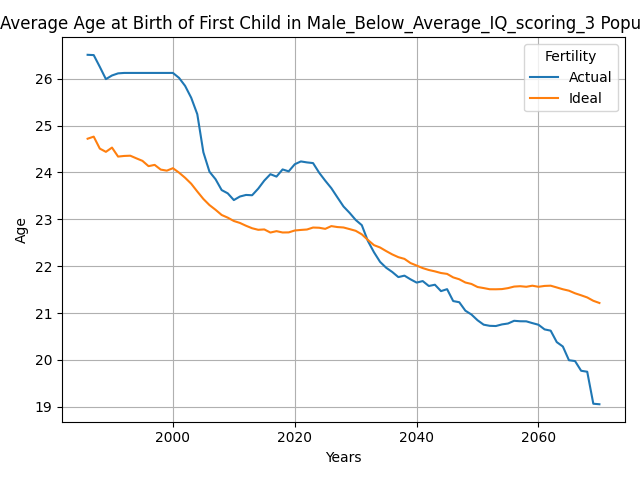 Average Age at Birth of First Child in Male_Below_Average_IQ_scoring_3 Popu
Fertility
Actual
Ideal
26
25
24
23
22
21
20
19
Age
2000 2020 2040 2060
Years